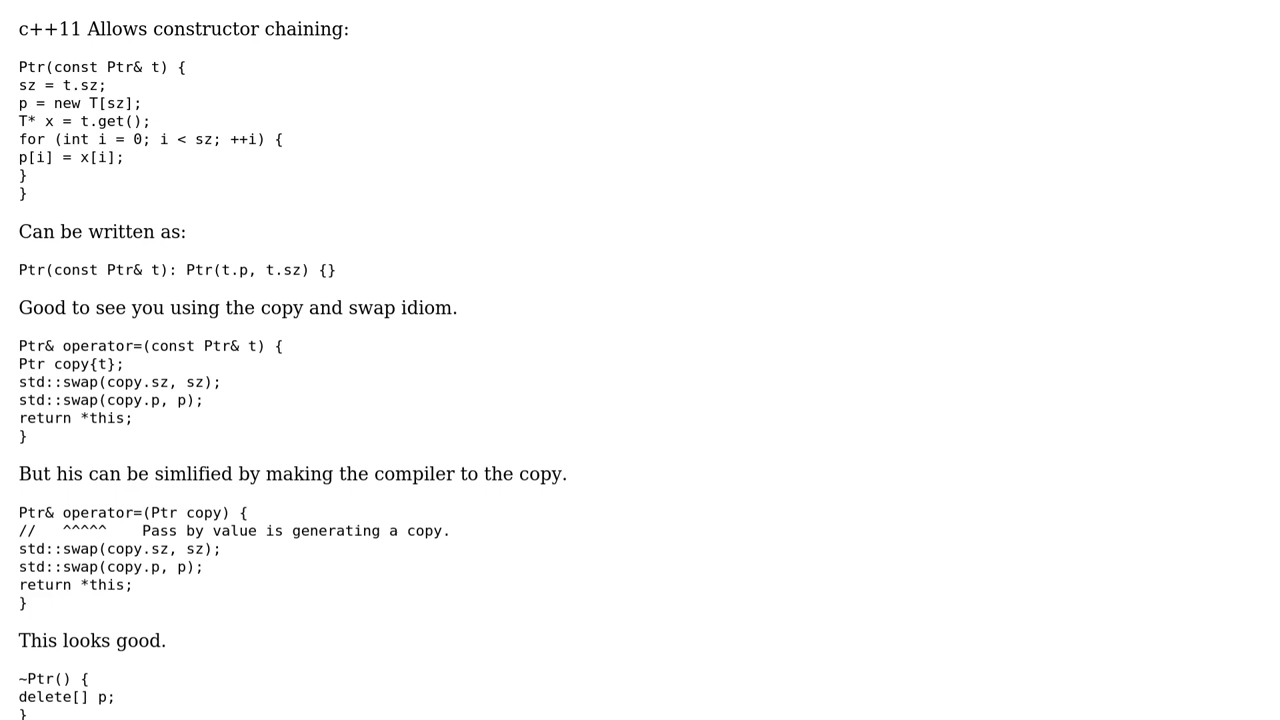 c++11 Allows constructor chaining:
Ptr(const Ptr& t) {
sz = t.sz;
p = new T[sz];
T* x = t.get();
for (int i = 0; i < sz; ++i) {
p[i] = x[i];
}
}
Can be written as:
Ptr(const Ptr& t): Ptr(t.p, t.sz) {}
Good to see you using the copy and swap idiom.
Ptr& operator=(const Ptr& t) {
Ptr copy{t};
std::swap(copy.sz, sz);
std::swap(copy.p, p);
return *this;
}
But his can be simlified by making the compiler to the copy.
Ptr& operator=(Ptr copy) {
//   ^^^^^    Pass by value is generating a copy.
std::swap(copy.sz, sz);
std::swap(copy.p, p);
return *this;
}
This looks good.
~Ptr() {
delete[] p;
}